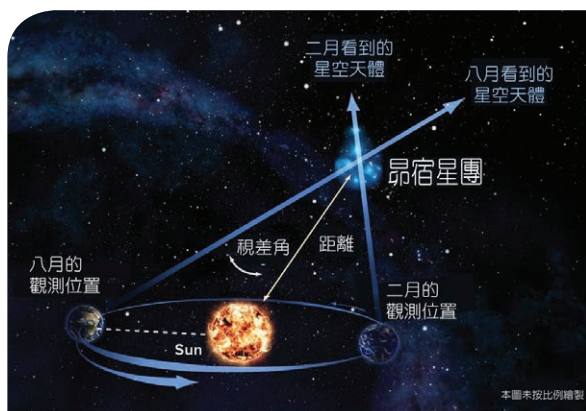 二月看到的
星空天體
八月看到的
星空天體
昴宿星團
視差角
距離
八月的
觀測位置
二月的
觀測位置
Sun
本圖未按比例繪製